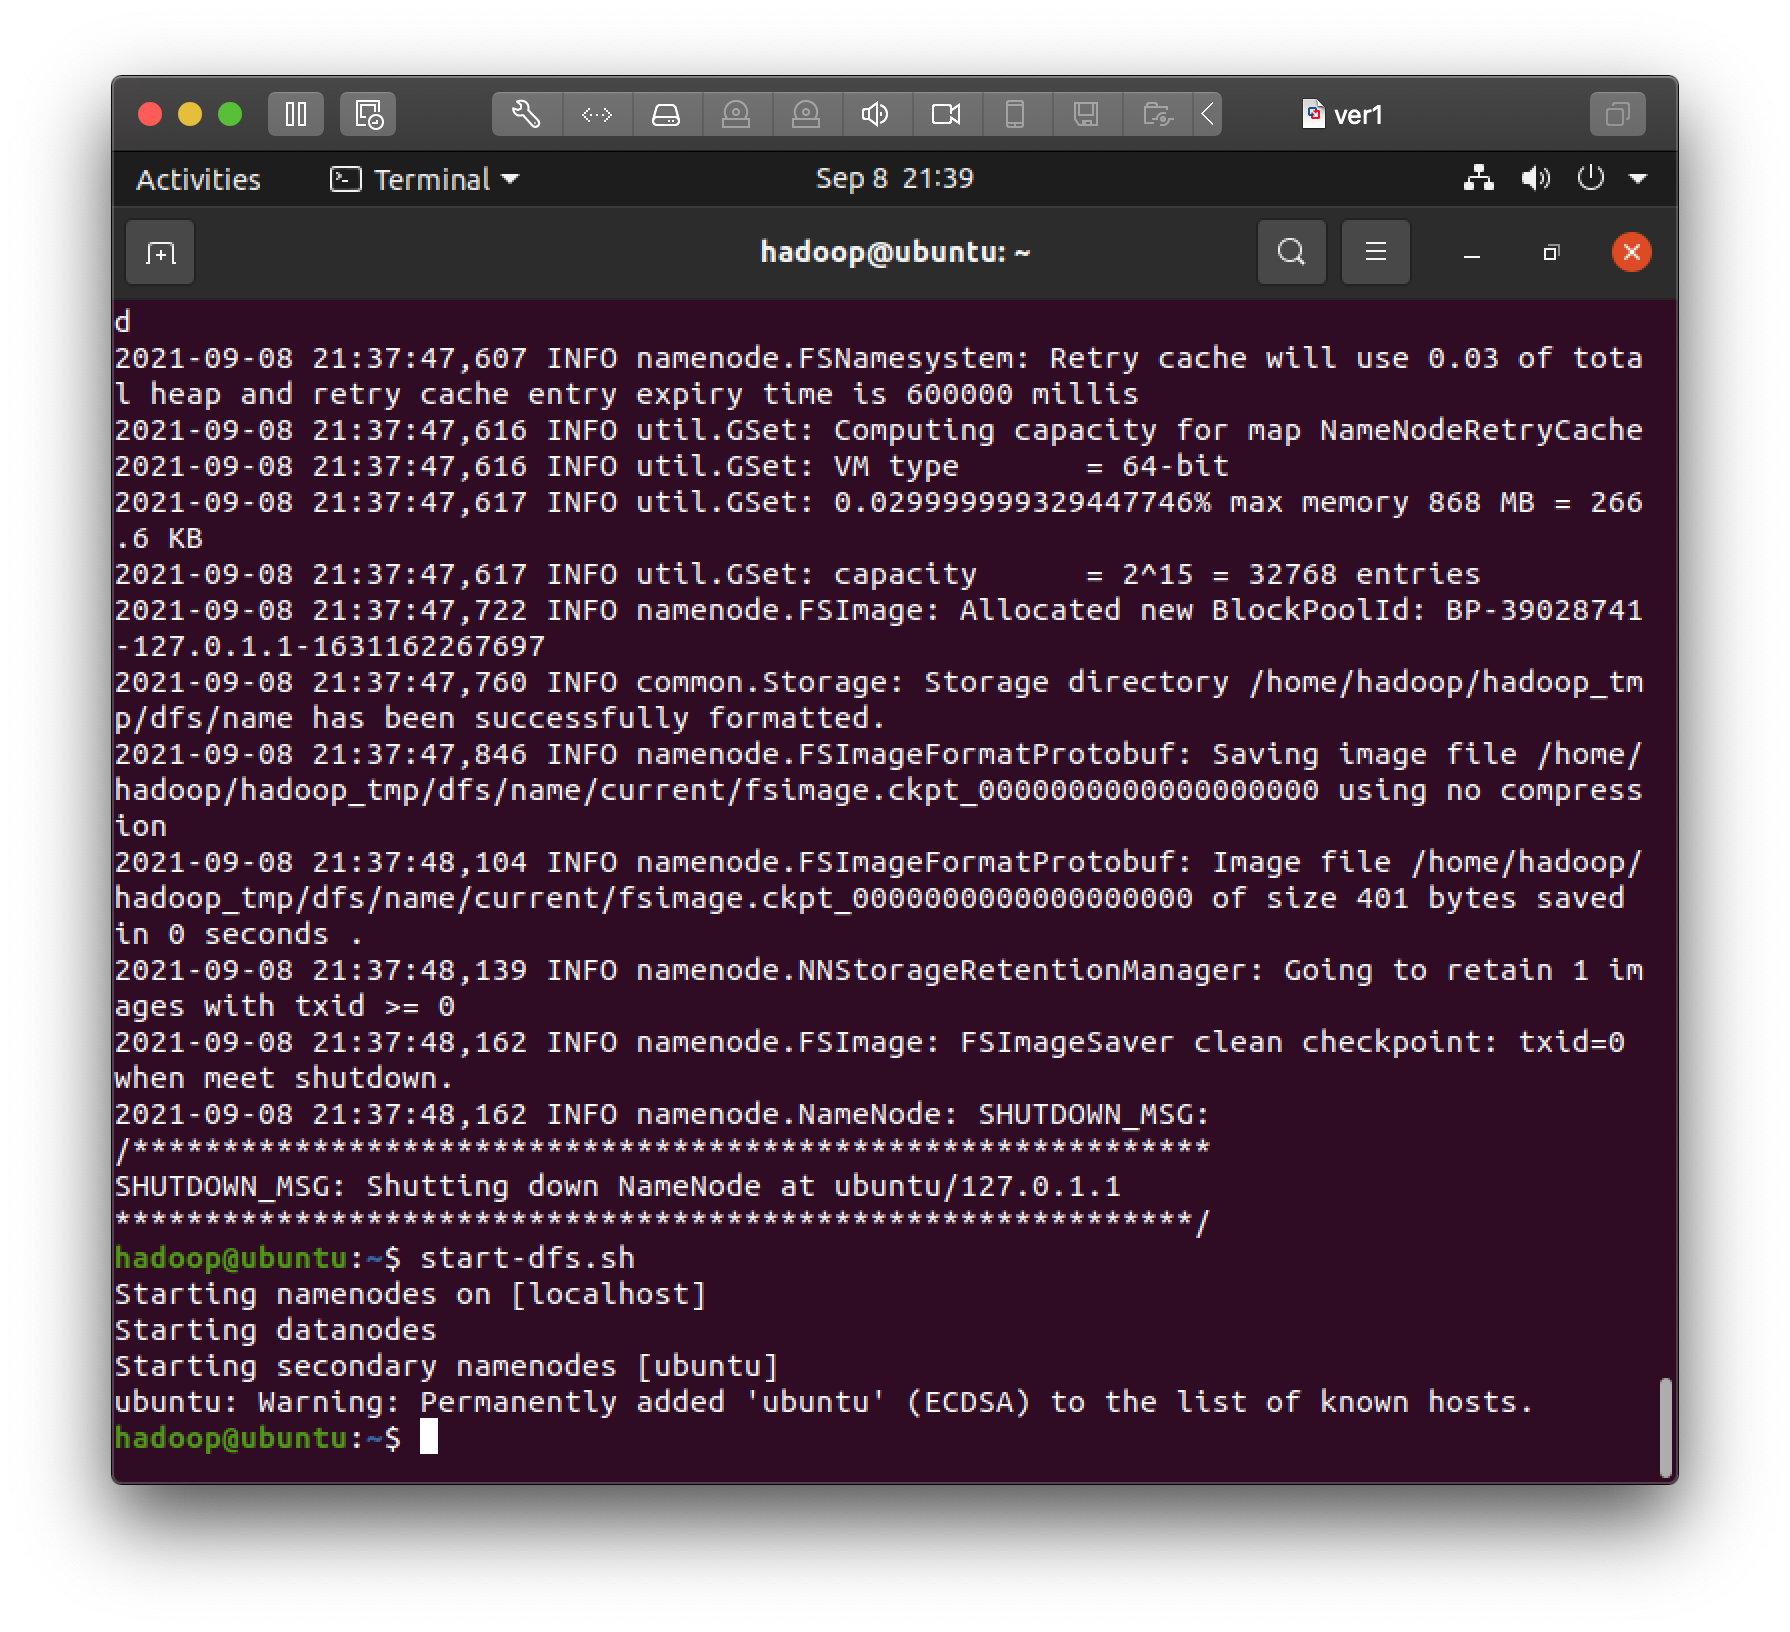 ver1
Activities Terminal Sep 8 21:39
hadoop@ubuntu: ~
d
2021-09-08 21:37:47,607 INFO namenode.FSNamesystem: Retry cache will use 0.03 of tota
l heap and retry cache entry expiry time is 600000 millis
2021-09-08 21:37:47,616 INFO util.GSet: Computing capacity for map NameNodeRetryCache
2021-09-08 21:37:47,616 INFO util.GSet: VM type       = 64-bit
2021-09-08 21:37:47,617 INFO util.GSet: 0.029999999329447746% max memory 868 MB = 266
.6 KB
2021-09-08 21:37:47,617 INFO util.GSet: capacity      = 2^15 = 32768 entries
2021-09-08 21:37:47,722 INFO namenode.FSImage: Allocated new BlockPoolId: BP-39028741
-127.0.1.1-1631162267697
2021-09-08 21:37:47,760 INFO common.Storage: Storage directory /home/hadoop/hadoop_tm
p/dfs/name has been successfully formatted.
2021-09-08 21:37:47,846 INFO namenode.FSImageFormatProtobuf: Saving image file /home/
hadoop/hadoop_tmp/dfs/name/current/fsimage.ckpt_0000000000000000000 using no compress
ion
2021-09-08 21:37:48,104 INFO namenode.FSImageFormatProtobuf: Image file /home/hadoop/
hadoop_tmp/dfs/name/current/fsimage.ckpt_0000000000000000000 of size 401 bytes saved
in 0 seconds .
2021-09-08 21:37:48,139 INFO namenode.NNStorageRetentionManager: Going to retain 1 im
ages with txid >= 0
2021-09-08 21:37:48,162 INFO namenode.FSImage: FSImageSaver clean checkpoint: txid=0
when meet shutdown.
2021-09-08 21:37:48,162 INFO namenode.NameNode: SHUTDOWN_MSG:
/************************************************************
SHUTDOWN_MSG: Shutting down NameNode at ubuntu/127.0.1.1
************************************************************/
hadoop@ubuntu:~$ start-dfs.sh
Starting namenodes on [localhost]
Starting datanodes
Starting secondary namenodes [ubuntu]
ubuntu: Warning: Permanently added 'ubuntu' (ECDSA) to the list of known hosts.
hadoop@ubuntu:~$